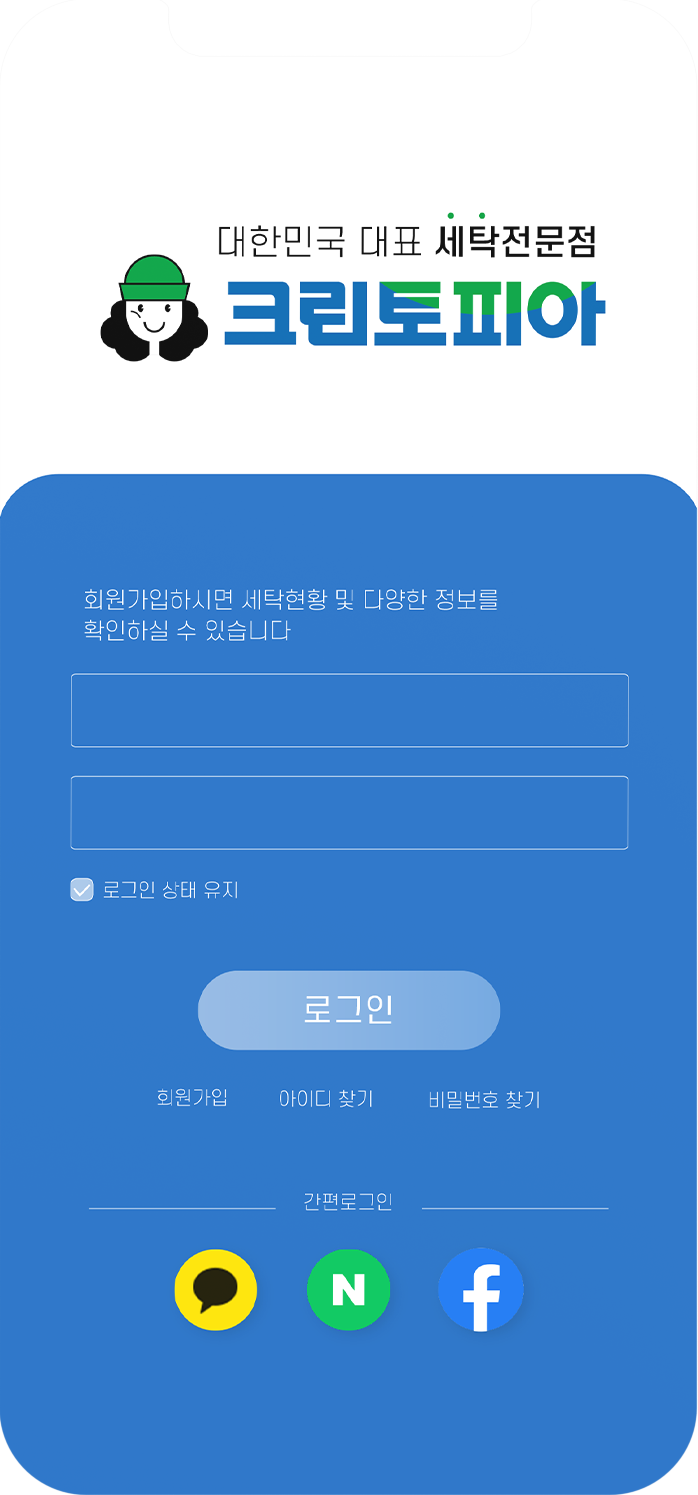 대한민국 대표 세탁전문점
크린토피아
회원가입하시면 세탁현황 및 다양한 정보를
확인하실 수 있습니다
로그인 상태 유지
로그인
회원가입 아이디 찾기 비밀번호 찾기
간편로그인
N f